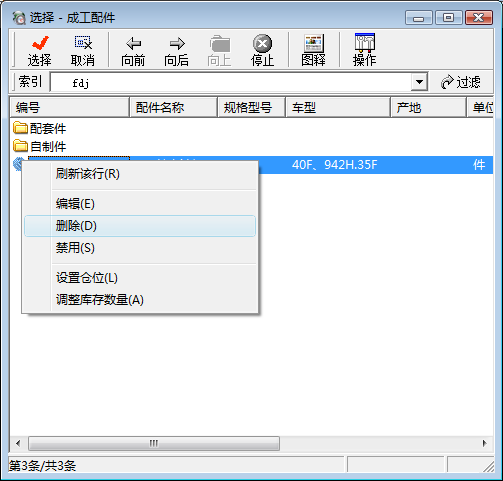 选择 - 成工配件
选择 取消 向前 向后 向上 停止 图释 操作
索引 fdj 过滤
编号 配件名称 规格型号 车型 产地 单位
配套件
自制件
40F、942H.35F 件
刷新该行(R)
编辑(E)
删除(D)
禁用(S)
设置仓位(L)
调整库存数量(A)
第3条/共3条